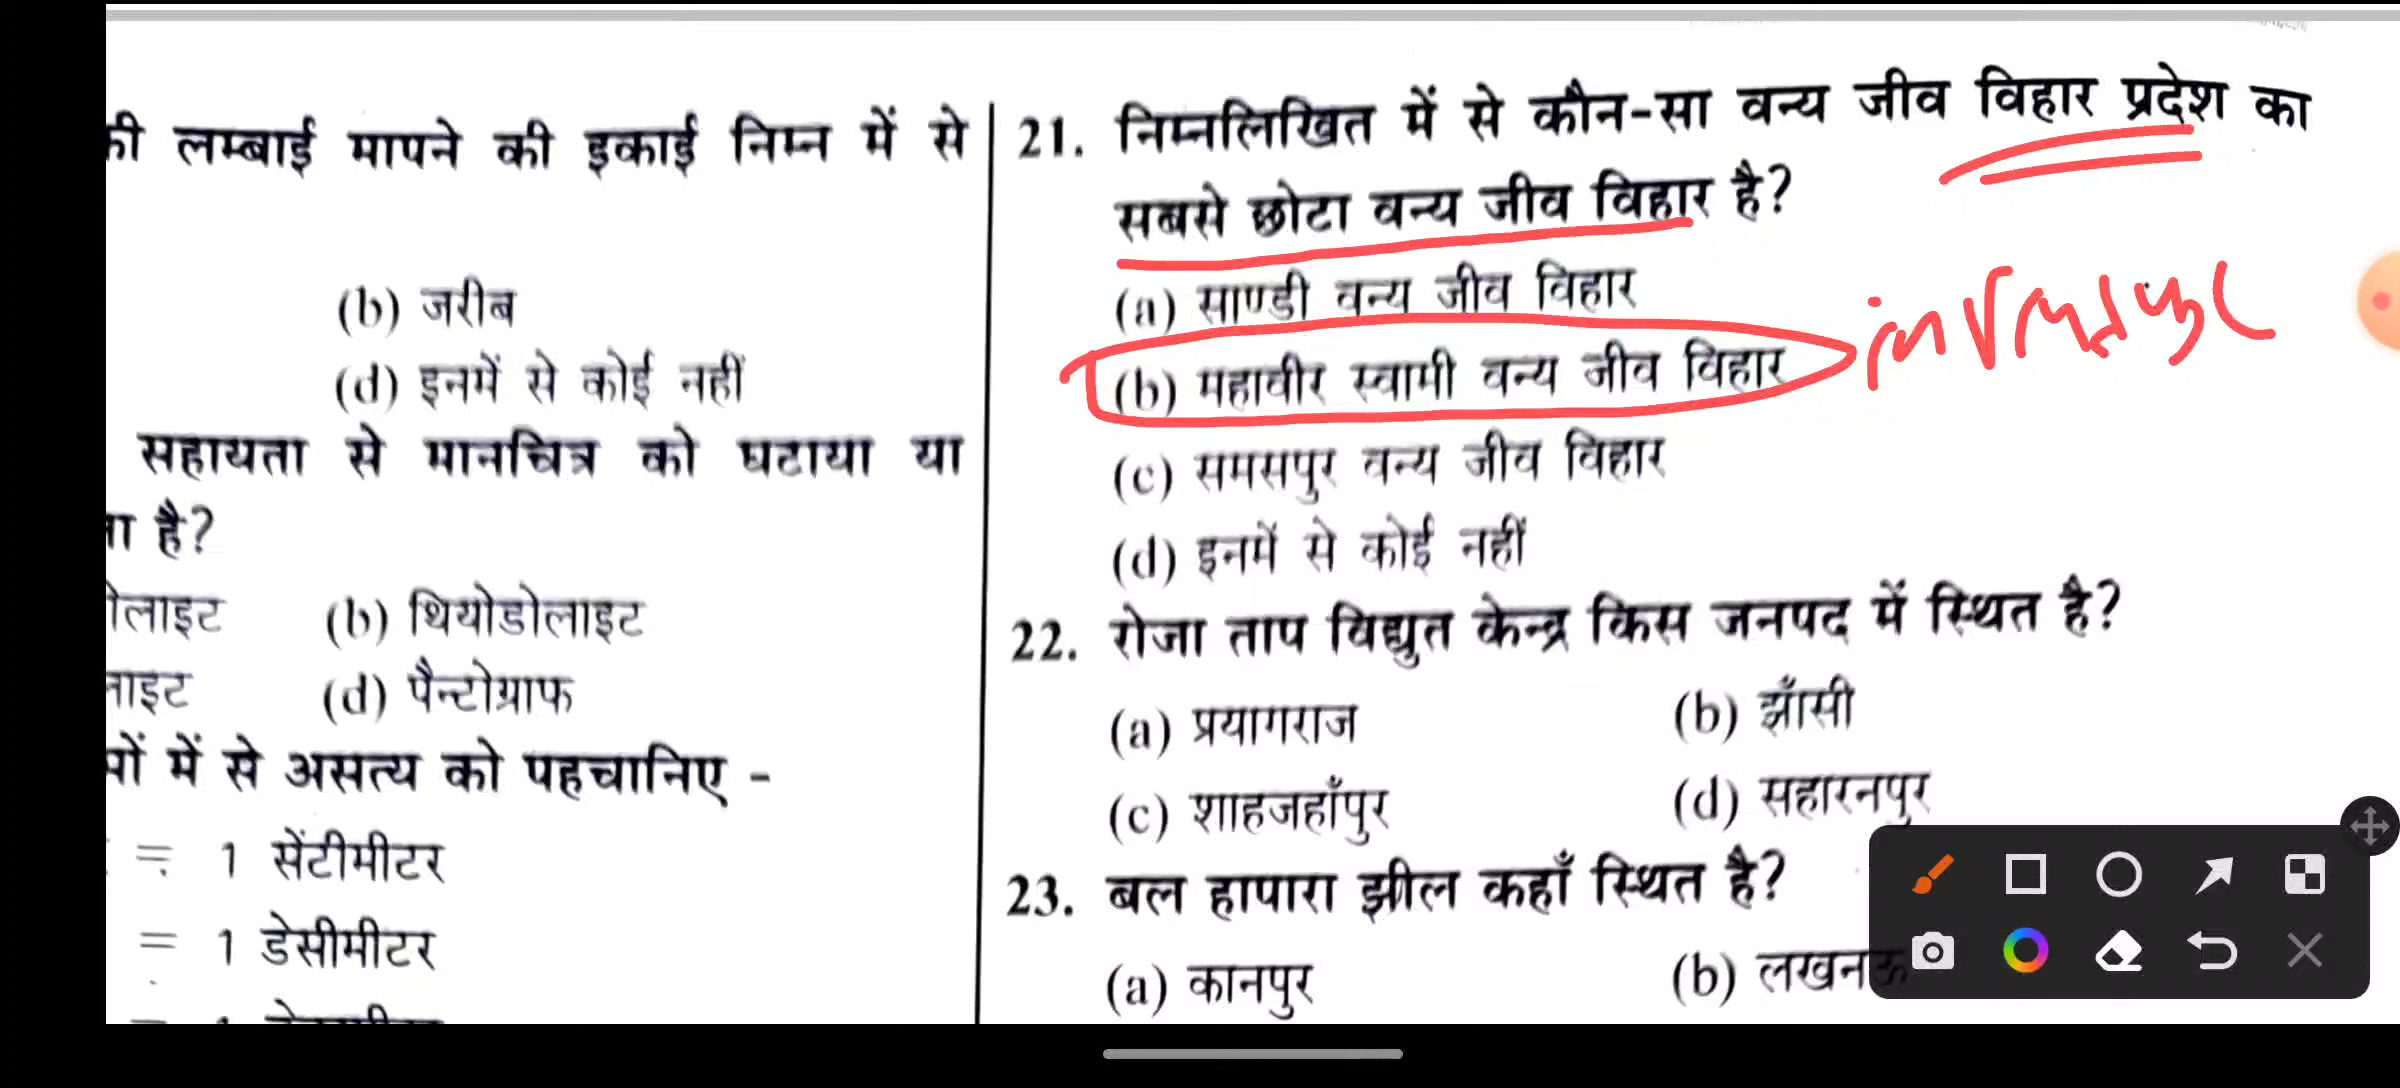 की लम्बाई मापने की इकाई निम्न में से
(b) जरीब
(d) इनमें से कोई नहीं
सहायता से मानचित्र को घटाया या
ा है?
ोलाइट (b) थियोडोलाइट
लाइट (d) पैन्टोग्राफ
में से असत्य को पहचानिए -
= 1 सेंटीमीटर
= 1 डेसीमीटर
21. निम्नलिखित में से कौन-सा वन्य जीव विहार प्रदेश का
सबसे छोटा वन्य जीव विहार है?
(a) साण्डी वन्य जीव विहार
(b) महावीर स्वामी वन्य जीव विहार
(c) समसपुर वन्य जीव विहार
(d) इनमें से कोई नहीं
22. रोजा ताप विद्युत केन्द्र किस जनपद में स्थित है?
(a) प्रयागराज (b) झाँसी
(c) शाहजहाँपुर (d) सहारनपुर
23. बल हापारा झील कहाँ स्थित है?
(a) कानपुर (b) लखनऊ